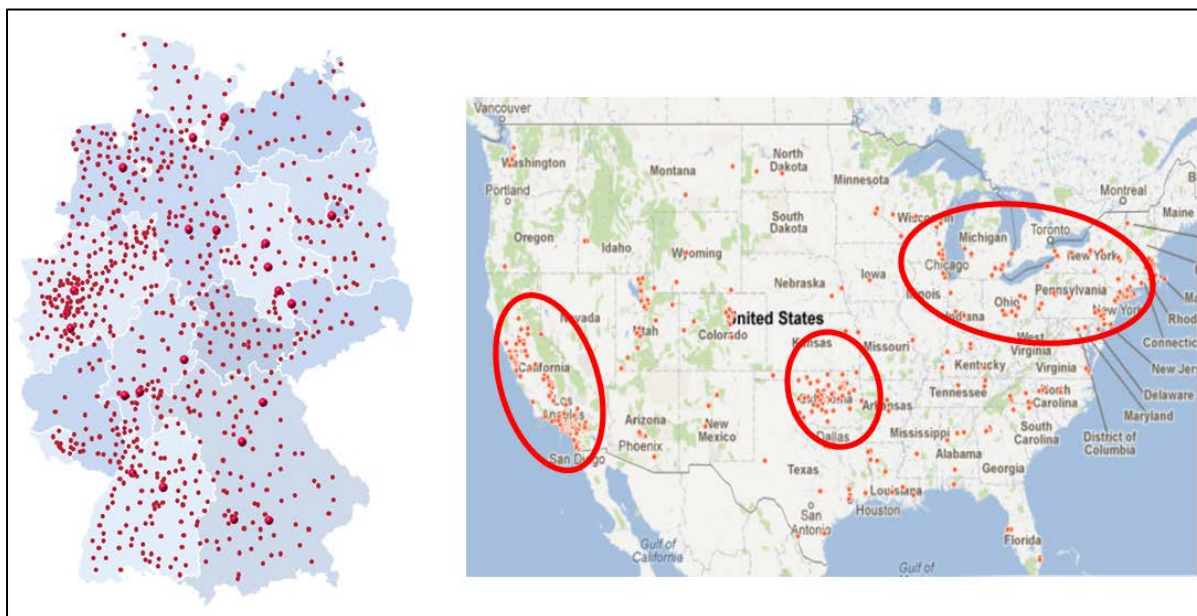 Vancouver
Washington
Portland
Montana
North
Dakota
Minnesota
Montreal
Maine
Oregon
Idaho
South
Dakota
Wisconsin
Michigan
Toronto
New York
Wyoming
Chicago
Iowa
Nebraska
Illinois
Indiana
Ohio
Pennsylvania
New York
Nevada
Utah
Colorado
United States
Kansas
Missouri
West
Virginia
Virginia
Kentucky
Rhod
Connecticut
New Jers
Delaware
Maryland
District of
Columbia
California
Los
Angeles
San Diego
Arizona
Phoenix
New
Mexico
Oklahoma
Arkansas
Dallas
Tennessee
North
Carolina
South
Carolina
Mississippi
Alabama
Georgia
Texas
Louisiana
Houston
San
Antonio
Florida
Gulf of
California
Gulf of